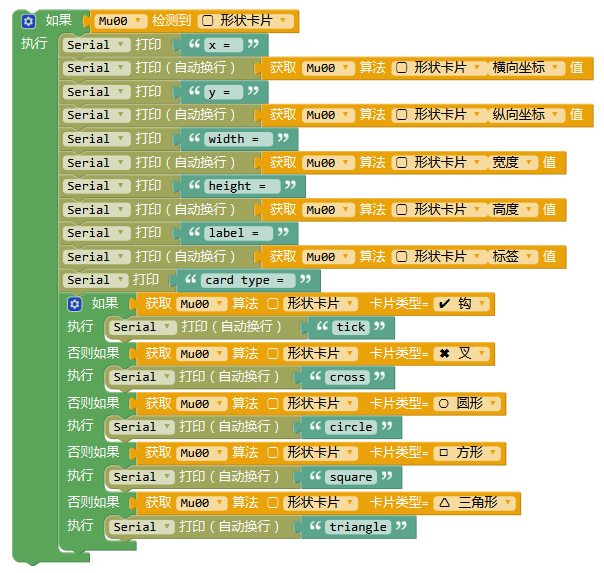 如果 Mu00 检测到 形状卡片
执行 Serial 打印 “ x = ”
Serial 打印（自动换行） 获取 Mu00 算法 形状卡片 横向坐标 值
Serial 打印 “ y = ”
Serial 打印（自动换行） 获取 Mu00 算法 形状卡片 纵向坐标 值
Serial 打印 “ width = ”
Serial 打印（自动换行） 获取 Mu00 算法 形状卡片 宽度 值
Serial 打印 “ height = ”
Serial 打印（自动换行） 获取 Mu00 算法 形状卡片 高度 值
Serial 打印 “ label = ”
Serial 打印（自动换行） 获取 Mu00 算法 形状卡片 标签 值
Serial 打印 “ card type = ”
如果 获取 Mu00 算法 形状卡片 卡片类型= ✔ 钩
执行 Serial 打印（自动换行） “ tick ”
否则如果 获取 Mu00 算法 形状卡片 卡片类型= ✖ 叉
执行 Serial 打印（自动换行） “ cross ”
否则如果 获取 Mu00 算法 形状卡片 卡片类型= ○ 圆形
执行 Serial 打印（自动换行） “ circle ”
否则如果 获取 Mu00 算法 形状卡片 卡片类型= □ 方形
执行 Serial 打印（自动换行） “ square ”
否则如果 获取 Mu00 算法 形状卡片 卡片类型= △ 三角形
执行 Serial 打印（自动换行） “ triangle ”